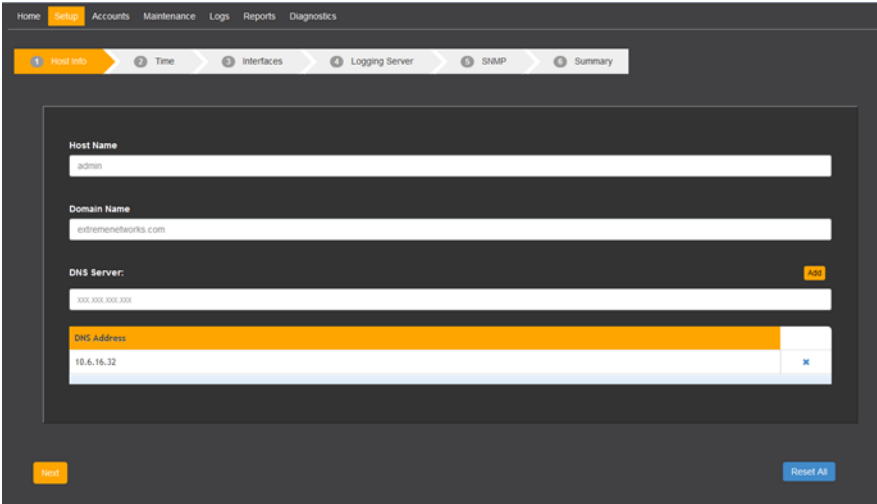 Home Setup Accounts Maintenance Logs Reports Diagnostics
1 Host Info 2 Time 3 Interfaces 4 Logging Server 5 SNMP 6 Summary
Host Name
admin
Domain Name
extremenetworks.com
DNS Server:
Add
xxx.xxx.xxx.xxx
DNS Address
10.6.16.32 ×
Next Reset All